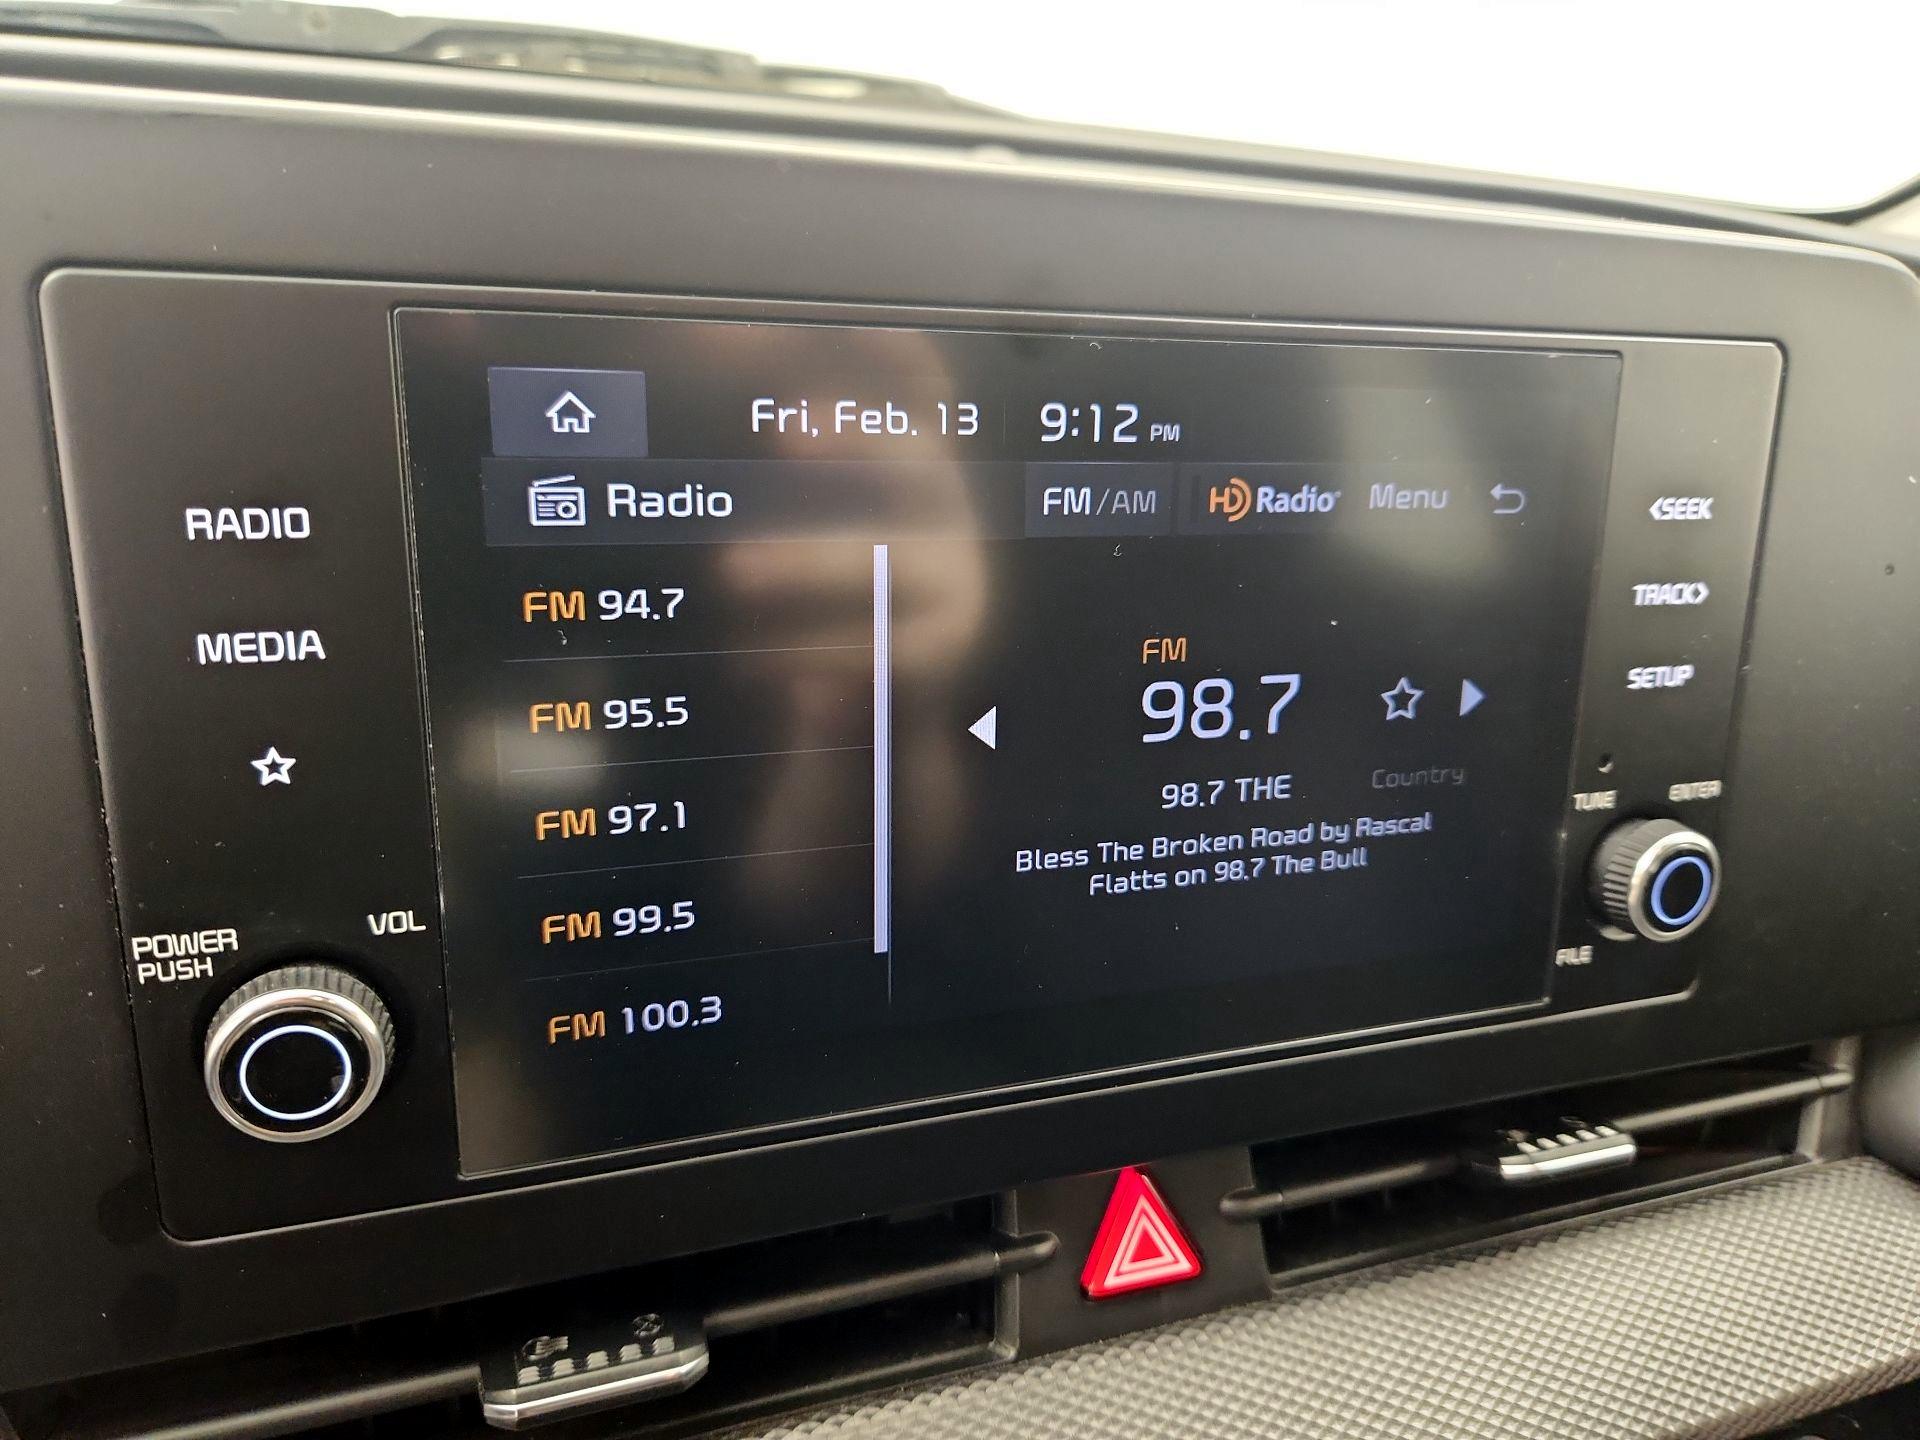 Fri, Feb. 13 9:12 PM
Radio FM/AM HD Radio Menu
RADIO
MEDIA
POWER
PUSH
VOL
FM 94.7
FM 95.5
FM 97.1
FM 99.5
FM 100.3
FM
98.7
98.7 THE
Country
Bless The Broken Road by Rascal
Flatts on 98.7 The Bull
<SEEK
TRACK>
SETUP
TUNE
ENTER
FILE